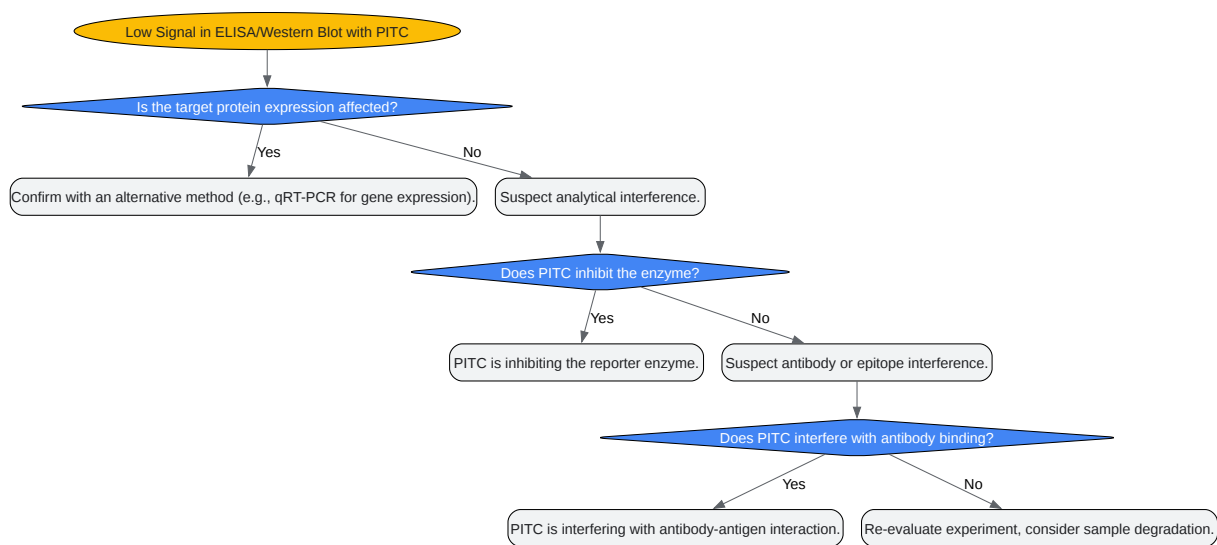 Low Signal in ELISA/Western Blot with PITC
Is the target protein expression affected?
Yes
No
Confirm with an alternative method (e.g., qRT-PCR for gene expression).
Suspect analytical interference.
Does PITC inhibit the enzyme?
Yes
No
PITC is inhibiting the reporter enzyme.
Suspect antibody or epitope interference.
Does PITC interfere with antibody binding?
Yes
No
PITC is interfering with antibody-antigen interaction.
Re-evaluate experiment, consider sample degradation.